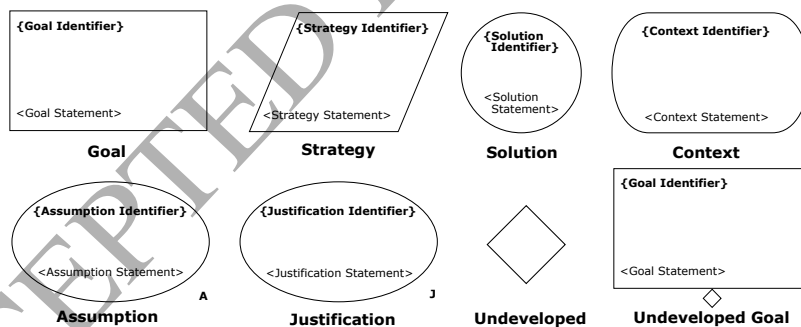 {Goal Identifier}
<Goal Statement>
Goal
{Strategy Identifier}
<Strategy Statement>
Strategy
{Solution
Identifier}
<Solution
Statement>
Solution
{Context Identifier}
<Context Statement>
Context
{Assumption Identifier}
<Assumption Statement>
A
Assumption
{Justification Identifier}
<Justification Statement>
J
Justification
Undeveloped
{Goal Identifier}
<Goal Statement>
Undeveloped Goal
CEPTED